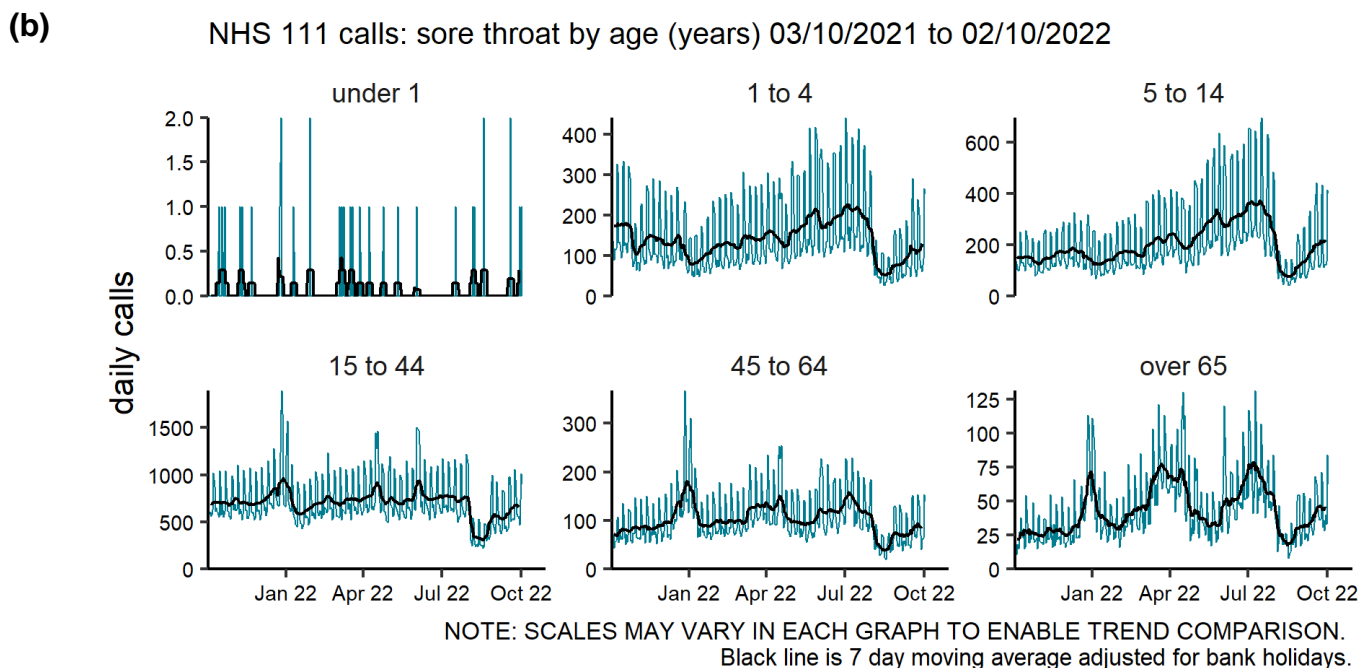 (b)
NHS 111 calls: sore throat by age (years) 03/10/2021 to 02/10/2022
under 1
1 to 4
5 to 14
2.0
1.5
1.0
0.5
0.0
400
300
200
100
0
600
400
200
0
daily calls
15 to 44
45 to 64
over 65
1500
1000
500
0
300
200
100
0
125
100
75
50
25
0
Jan 22 Apr 22 Jul 22 Oct 22
Jan 22 Apr 22 Jul 22 Oct 22
Jan 22 Apr 22 Jul 22 Oct 22
NOTE: SCALES MAY VARY IN EACH GRAPH TO ENABLE TREND COMPARISON.
Black line is 7 day moving average adjusted for bank holidays.